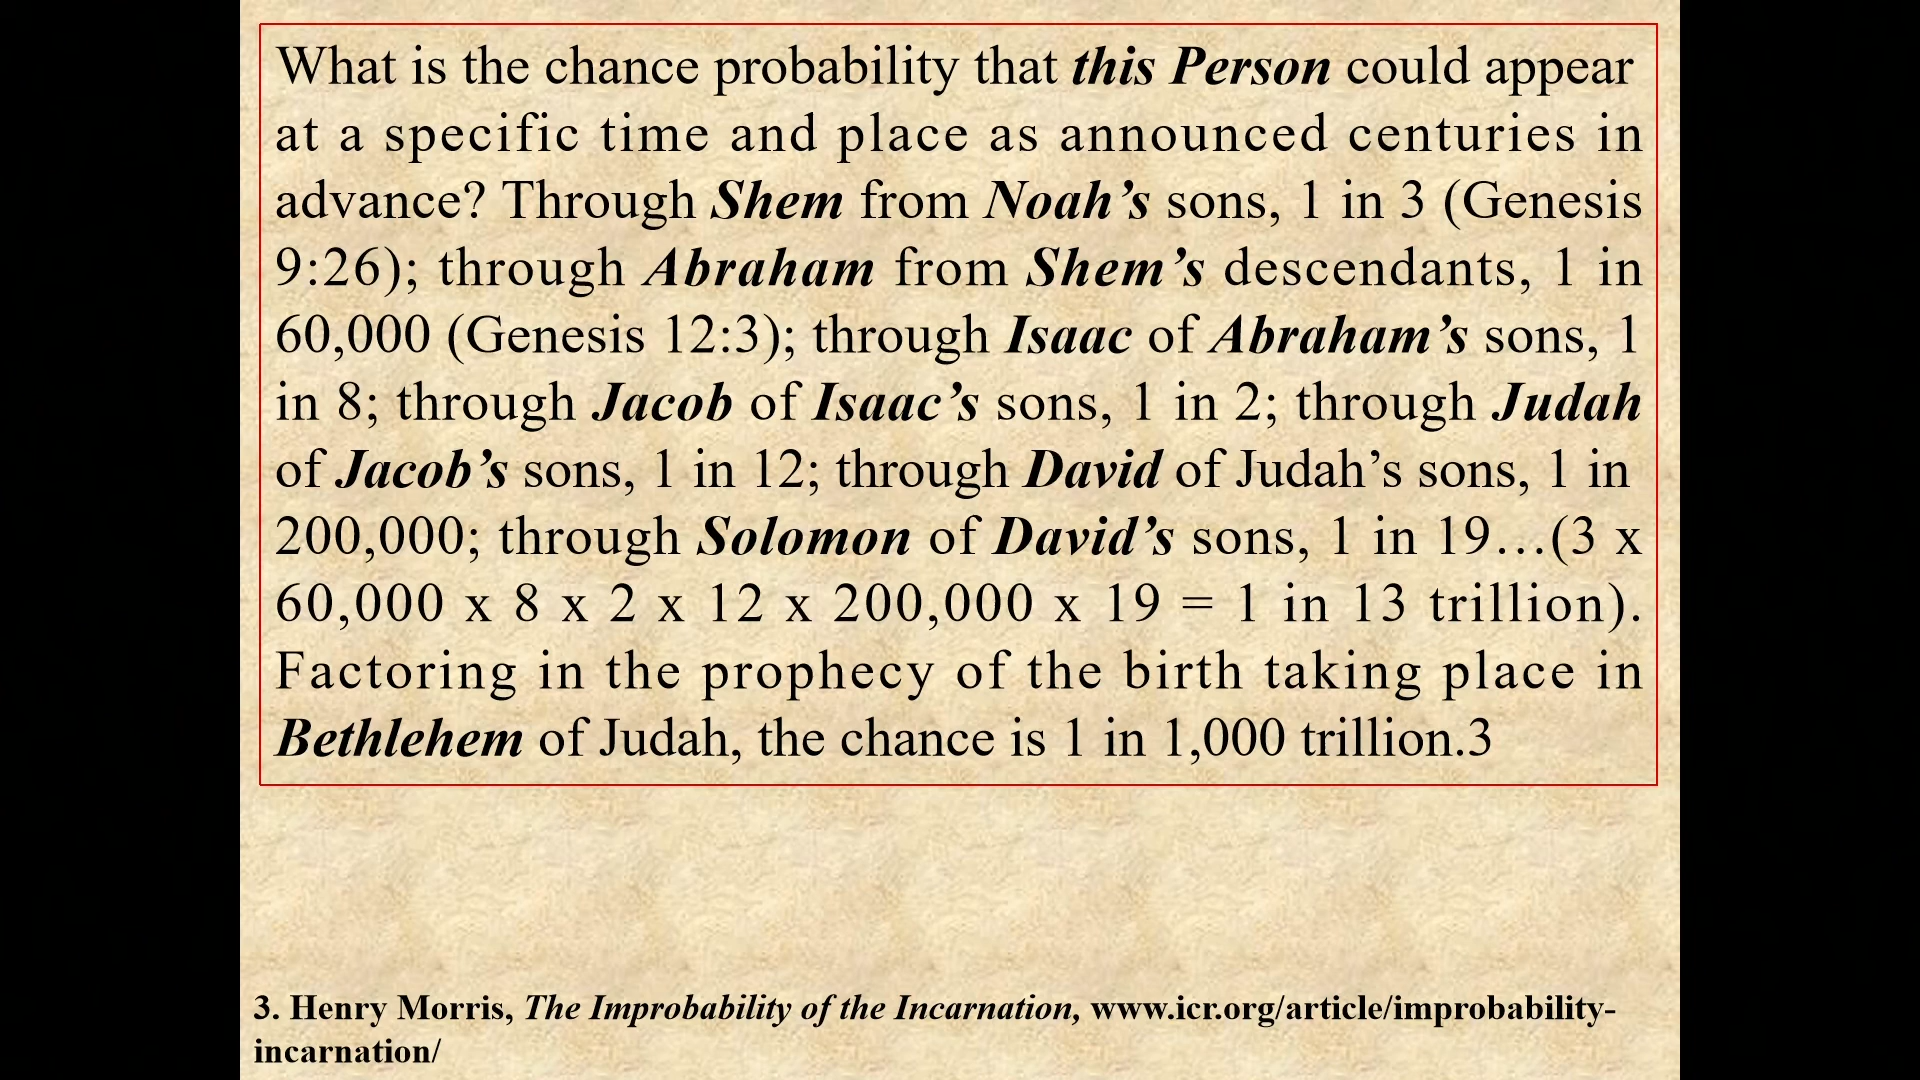 What is the chance probability that this Person could appear
at a specific time and place as announced centuries in
advance? Through Shem from Noah’s sons, 1 in 3 (Genesis
9:26); through Abraham from Shem’s descendants, 1 in
60,000 (Genesis 12:3); through Isaac of Abraham’s sons, 1
in 8; through Jacob of Isaac’s sons, 1 in 2; through Judah
of Jacob’s sons, 1 in 12; through David of Judah’s sons, 1 in
200,000; through Solomon of David’s sons, 1 in 19…(3 x
60,000 x 8 x 2 x 12 x 200,000 x 19 = 1 in 13 trillion).
Factoring in the prophecy of the birth taking place in
Bethlehem of Judah, the chance is 1 in 1,000 trillion.3
3. Henry Morris, The Improbability of the Incarnation, www.icr.org/article/improbability-
incarnation/